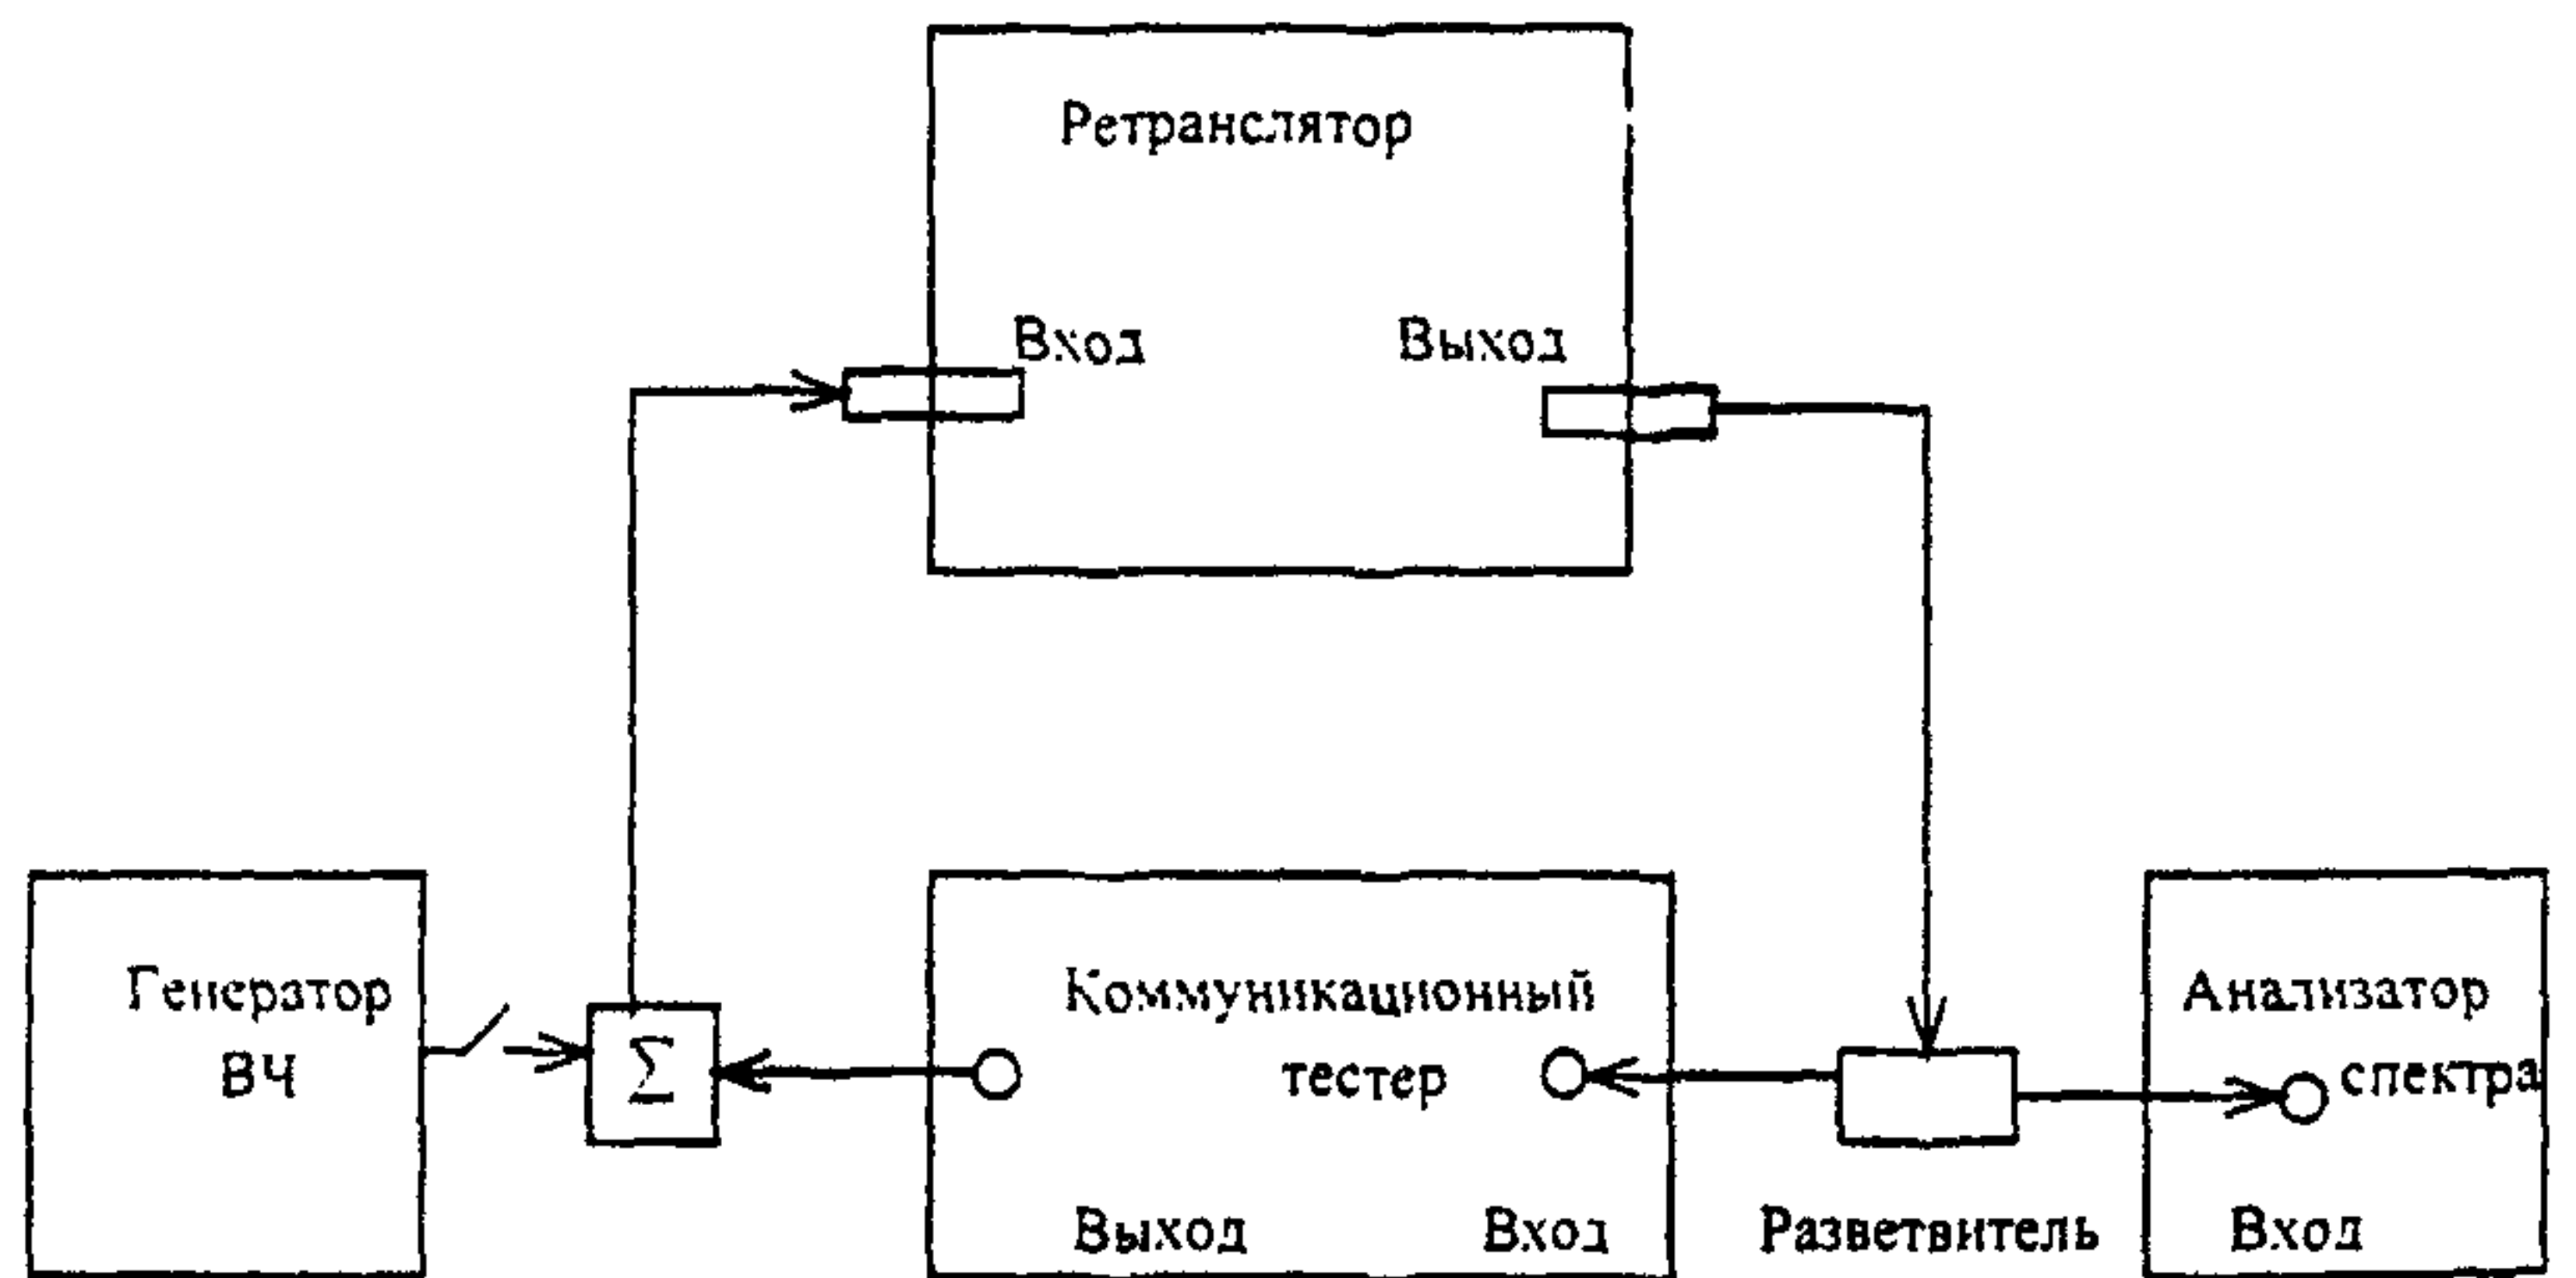 Ретранслятор
Вход
Выход
Генератор
ВЧ
Σ
Коммуникационный
тестер
Выход
Вход
Разветвитель
Анализатор
спектра
Вход